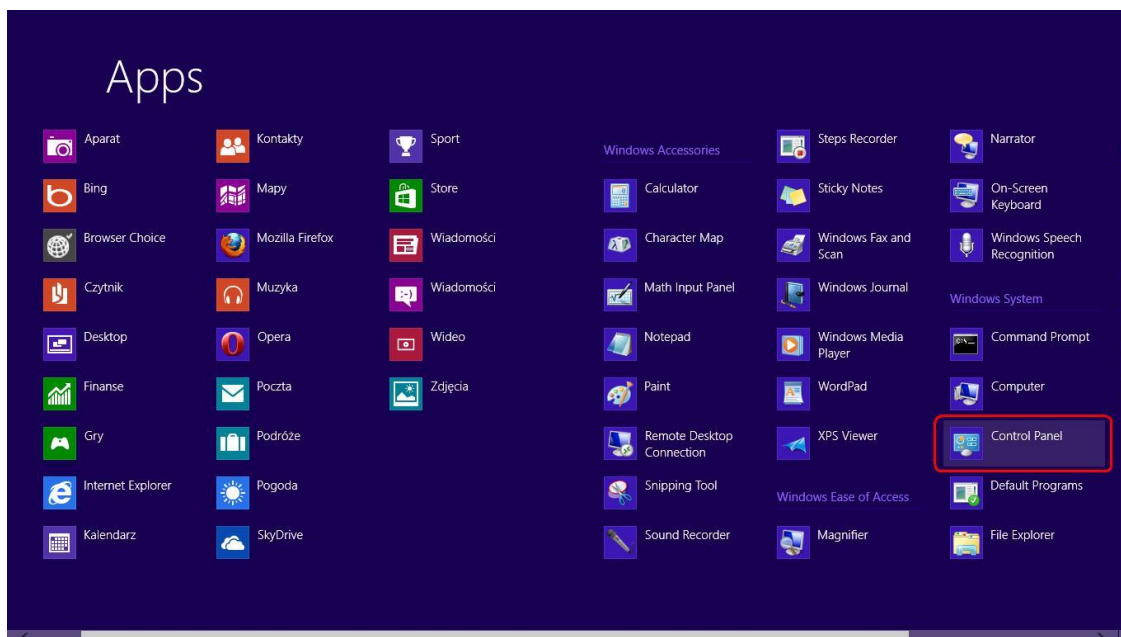 Apps
Aparat
Bing
Browser Choice
Czytnik
Desktop
Finanse
Gry
Internet Explorer
Kalendarz
Kontakty
Mapy
Mozilla Firefox
Muzyka
Opera
Poczta
Podróże
Pogoda
SkyDrive
Sport
Store
Wiadomości
Wiadomości
Wideo
Zdjęcia
Windows Accessories
Calculator
Character Map
Math Input Panel
Notepad
Paint
Remote Desktop
Connection
Snipping Tool
Sound Recorder
Steps Recorder
Sticky Notes
Windows Fax and
Scan
Windows Journal
Windows Media
Player
WordPad
XPS Viewer
Windows Ease of Access
Magnifier
Narrator
On-Screen
Keyboard
Windows Speech
Recognition
Windows System
Command Prompt
Computer
Control Panel
Default Programs
File Explorer